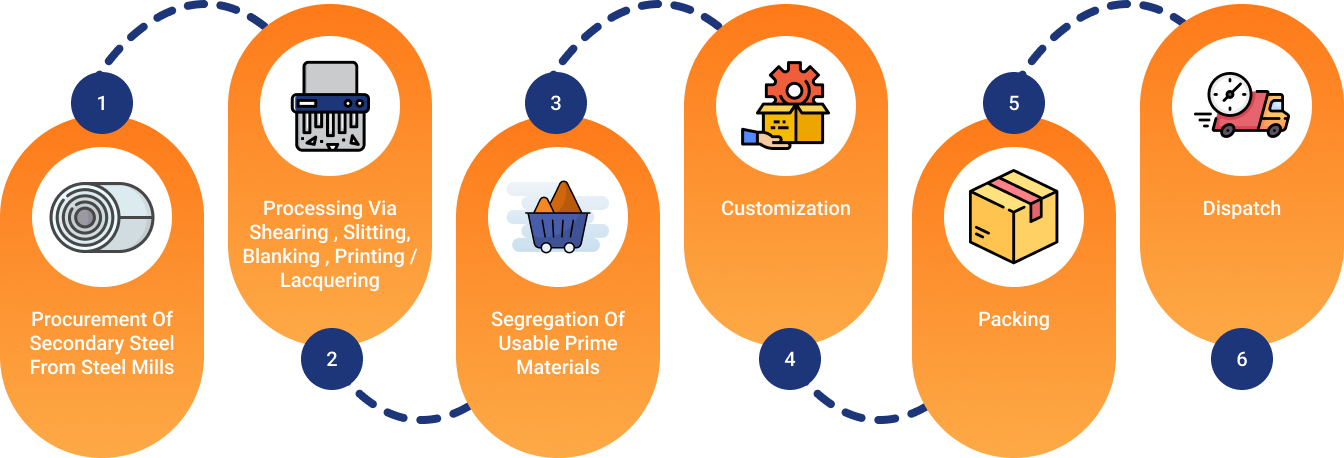 1
Procurement Of
Secondary Steel
From Steel Mills
Processing Via
Shearing , Slitting,
Blanking , Printing /
Lacquering
2
3
Segregation Of
Usable Prime
Materials
Customization
4
5
Packing
Dispatch
6